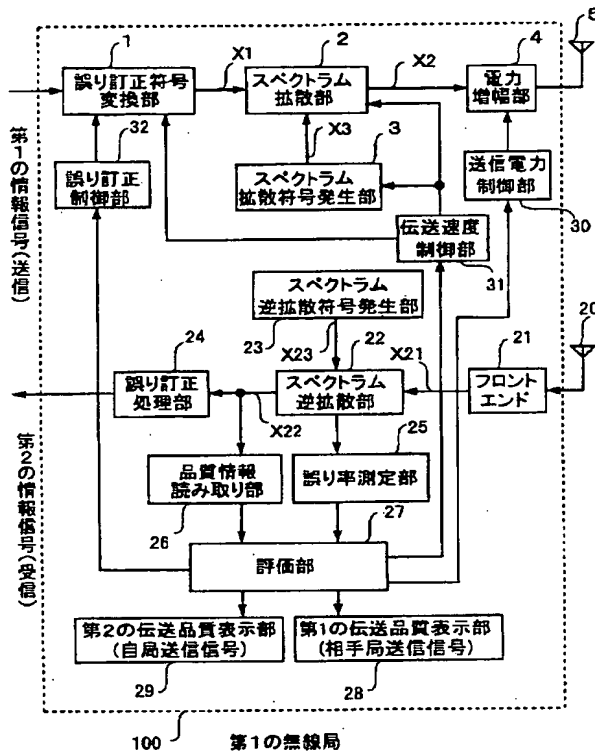 1
X1
2
X2
4
5
誤り訂正符号
変換部
スペクトラム
拡散部
電力
増幅部
第1の情報信号(送信)
32
X3
3
誤り訂正
制御部
スペクトラム
拡散符号発生部
送信電力
制御部
30
伝送速度
制御部
31
スペクトラム
逆拡散符号発生部
23
X23
24
22
X21
21
20
誤り訂正
処理部
スペクトラム
逆拡散部
フロント
エンド
X22
25
第2の情報信号(受信)
品質情報
読み取り部
誤り率測定部
26
27
評価部
第2の伝送品質表示部
(自局送信信号)
第1の伝送品質表示部
(相手局送信信号)
29
28
100
第1の無線局